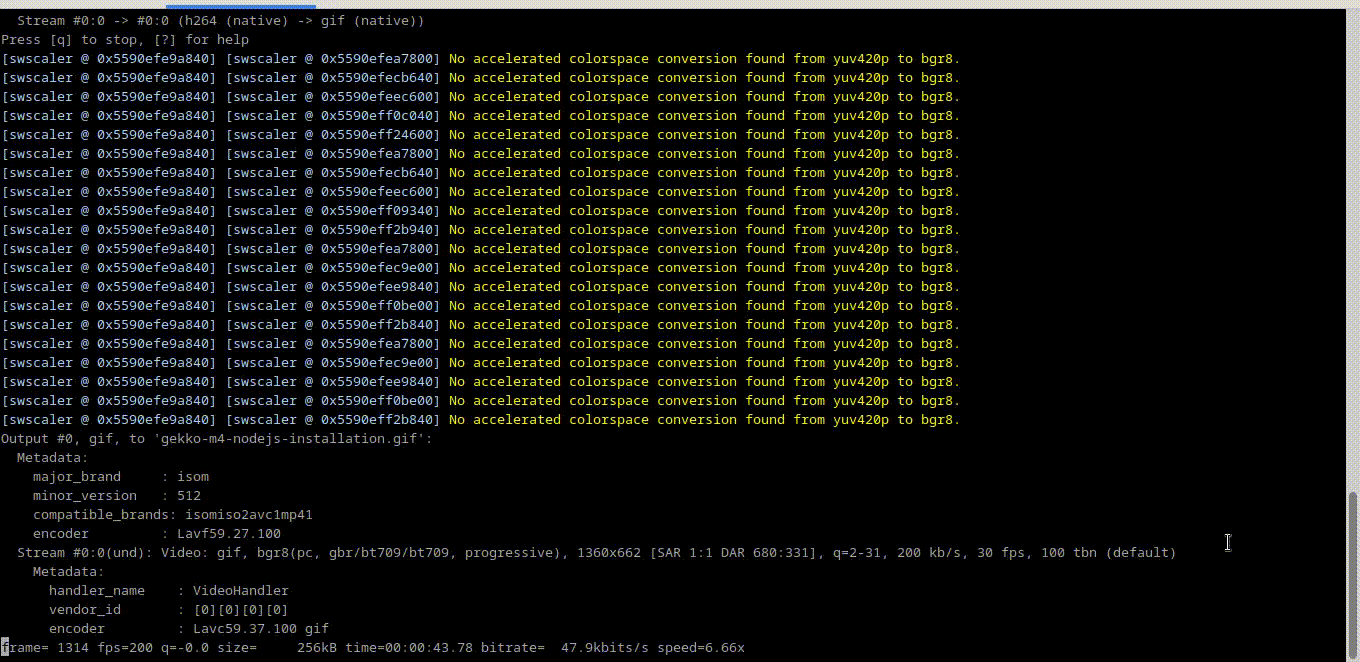 Stream #0:0 -> #0:0 (h264 (native) -> gif (native))
Press [q] to stop, [?] for help
[swscaler @ 0x5590efe9a840] [swscaler @ 0x5590efea7800] No accelerated colorspace conversion found from yuv420p to bgr8.
[swscaler @ 0x5590efe9a840] [swscaler @ 0x5590efecb640] No accelerated colorspace conversion found from yuv420p to bgr8.
[swscaler @ 0x5590efe9a840] [swscaler @ 0x5590efeec600] No accelerated colorspace conversion found from yuv420p to bgr8.
[swscaler @ 0x5590efe9a840] [swscaler @ 0x5590eff0c040] No accelerated colorspace conversion found from yuv420p to bgr8.
[swscaler @ 0x5590efe9a840] [swscaler @ 0x5590eff24600] No accelerated colorspace conversion found from yuv420p to bgr8.
[swscaler @ 0x5590efe9a840] [swscaler @ 0x5590efea7800] No accelerated colorspace conversion found from yuv420p to bgr8.
[swscaler @ 0x5590efe9a840] [swscaler @ 0x5590efecb640] No accelerated colorspace conversion found from yuv420p to bgr8.
[swscaler @ 0x5590efe9a840] [swscaler @ 0x5590efeec600] No accelerated colorspace conversion found from yuv420p to bgr8.
[swscaler @ 0x5590efe9a840] [swscaler @ 0x5590eff09340] No accelerated colorspace conversion found from yuv420p to bgr8.
[swscaler @ 0x5590efe9a840] [swscaler @ 0x5590eff2b940] No accelerated colorspace conversion found from yuv420p to bgr8.
[swscaler @ 0x5590efe9a840] [swscaler @ 0x5590efea7800] No accelerated colorspace conversion found from yuv420p to bgr8.
[swscaler @ 0x5590efe9a840] [swscaler @ 0x5590efec9e00] No accelerated colorspace conversion found from yuv420p to bgr8.
[swscaler @ 0x5590efe9a840] [swscaler @ 0x5590efee9840] No accelerated colorspace conversion found from yuv420p to bgr8.
[swscaler @ 0x5590efe9a840] [swscaler @ 0x5590eff0be00] No accelerated colorspace conversion found from yuv420p to bgr8.
[swscaler @ 0x5590efe9a840] [swscaler @ 0x5590eff2b840] No accelerated colorspace conversion found from yuv420p to bgr8.
[swscaler @ 0x5590efe9a840] [swscaler @ 0x5590efea7800] No accelerated colorspace conversion found from yuv420p to bgr8.
[swscaler @ 0x5590efe9a840] [swscaler @ 0x5590efec9e00] No accelerated colorspace conversion found from yuv420p to bgr8.
[swscaler @ 0x5590efe9a840] [swscaler @ 0x5590efee9840] No accelerated colorspace conversion found from yuv420p to bgr8.
[swscaler @ 0x5590efe9a840] [swscaler @ 0x5590eff0be00] No accelerated colorspace conversion found from yuv420p to bgr8.
[swscaler @ 0x5590efe9a840] [swscaler @ 0x5590eff2b840] No accelerated colorspace conversion found from yuv420p to bgr8.
Output #0, gif, to 'gekko-m4-nodejs-installation.gif':
Metadata:
major_brand     : isom
minor_version   : 512
compatible_brands: isomiso2avc1mp41
encoder         : Lavf59.27.100
Stream #0:0(und): Video: gif, bgr8(pc, gbr/bt709/bt709, progressive), 1360x662 [SAR 1:1 DAR 680:331], q=2-31, 200 kb/s, 30 fps, 100 tbn (default)
Metadata:
handler_name    : VideoHandler
vendor_id       : [0][0][0][0]
encoder         : Lavc59.37.100 gif
frame= 1314 fps=200 q=-0.0 size=     256kB time=00:00:43.78 bitrate=  47.9kbits/s speed=6.66x